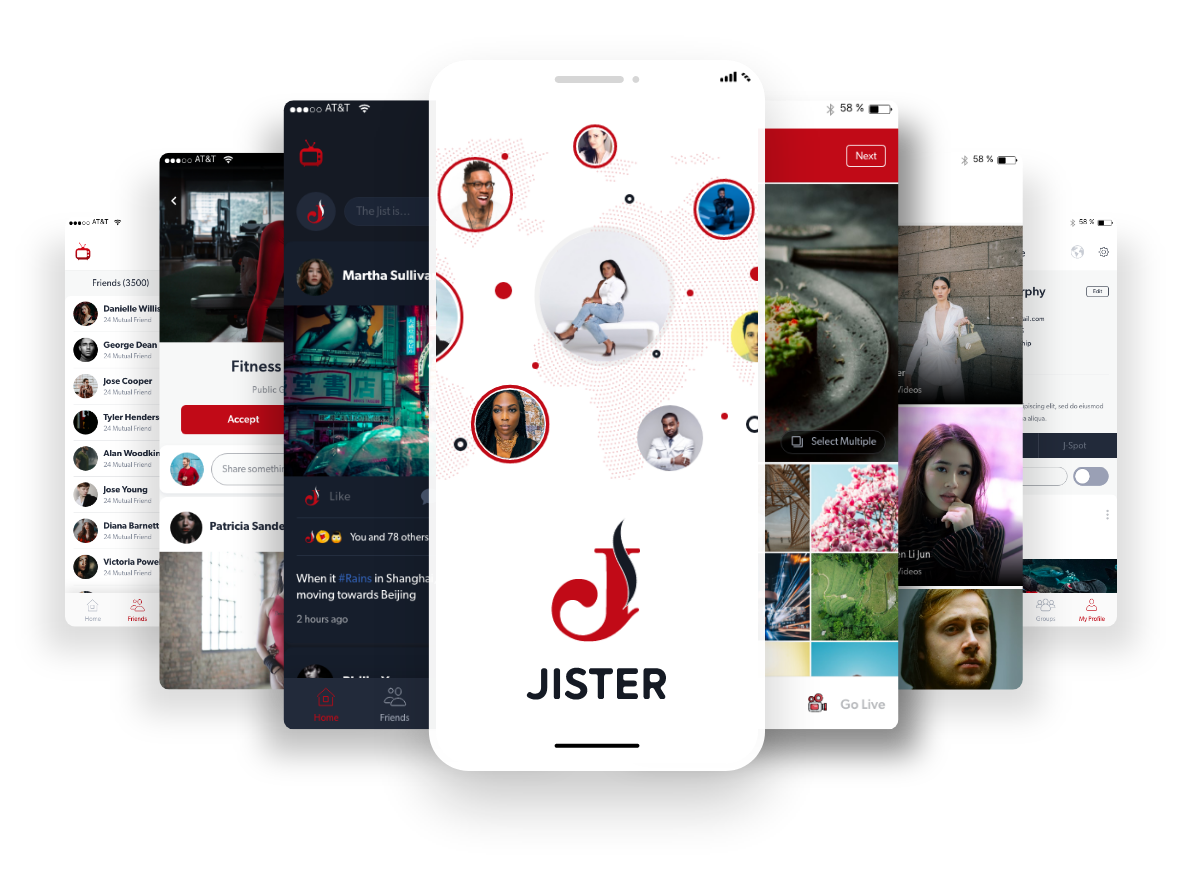 AT&T
Friends (3500)
Danielle Willis
24 Mutual Friend
George Dean
24 Mutual Friend
Jose Cooper
24 Mutual Friend
Tyler Henders
24 Mutual Friend
Alan Woodkin
24 Mutual Friend
Jose Young
24 Mutual Friend
Diana Barnett
24 Mutual Friend
Victoria Powe
24 Mutual Friend
Home
Friends
AT&T
Fitness
Public G
Accept
Share somethin
Patricia Sande
AT&T
The Jist is...
Martha Sulliva
堂書店
Like
You and 78 others
When it #Rains in Shangha
moving towards Beijing
2 hours ago
Home
Friends
JISTER
58 %
Next
Select Multiple
Go Live
58 %
er
Videos
en Li Jun
Videos
58 %
e
rphy
Edit
ail.com
hip
ipiscing elit, sed do eiusmod
a aliqua.
J-Spot
Groups
My Profile